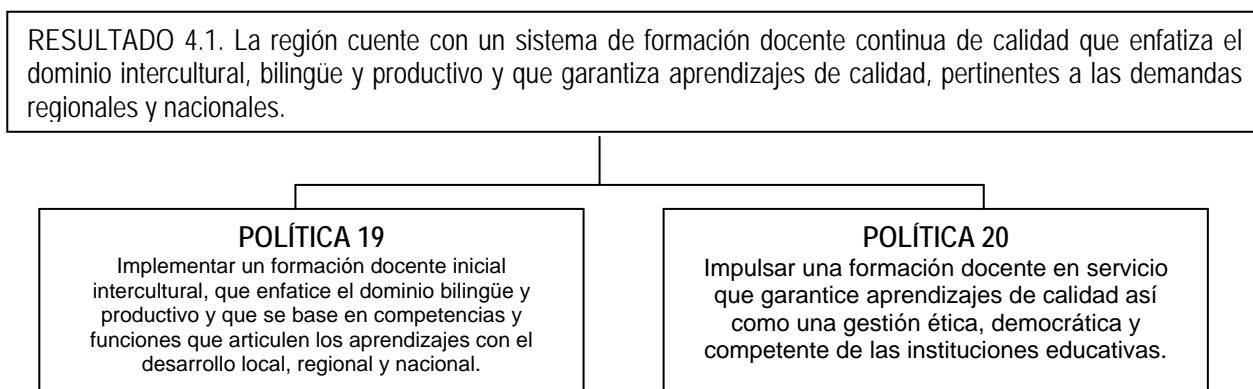 RESULTADO 4.1. La región cuente con un sistema de formación docente continua de calidad que enfatiza el
dominio intercultural, bilingüe y productivo y que garantiza aprendizajes de calidad, pertinentes a las demandas
regionales y nacionales.
POLÍTICA 19
Implementar un formación docente inicial
intercultural, que enfatice el dominio bilingüe y
productivo y que se base en competencias y
funciones que articulen los aprendizajes con el
desarrollo local, regional y nacional.
POLÍTICA 20
Impulsar una formación docente en servicio
que garantice aprendizajes de calidad así
como una gestión ética, democrática y
competente de las instituciones educativas.